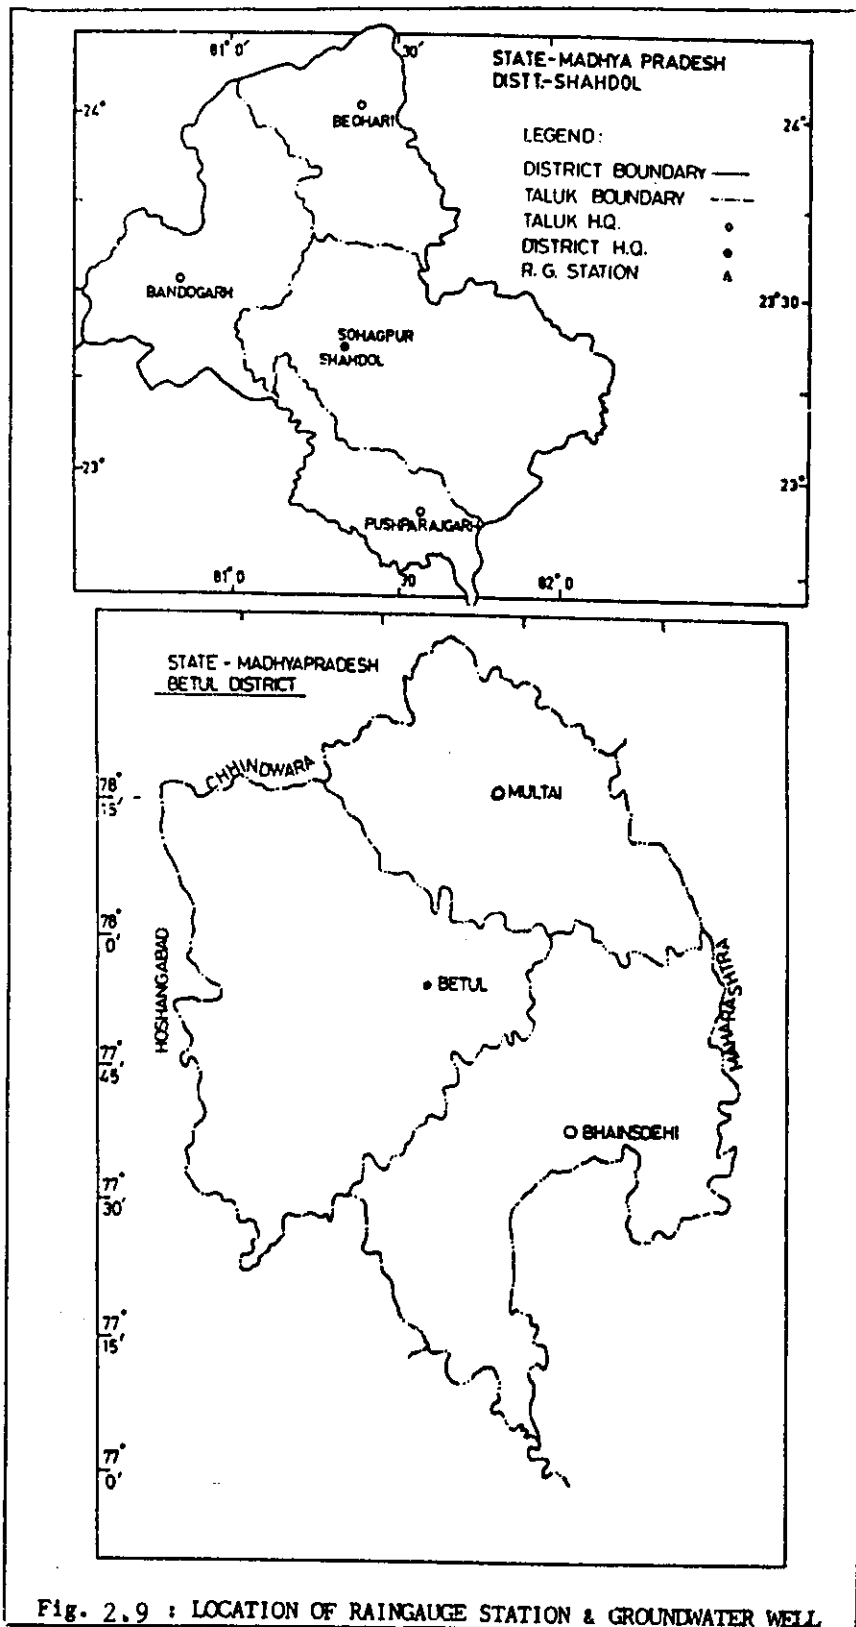 81° 0'
30'
STATE-MADHYA PRADESH
DISTT.-SHAHDOL
24°
24°
BEOHARI
LEGEND:
DISTRICT BOUNDARY
TALUK BOUNDARY
TALUK H.Q.
DISTRICT H.Q.
R. G. STATION
BANDOGARH
23°30
SOHAGPUR
SHAHDOL
23°
23°
PUSHPARAJGARH
81° 0
30
82° 0
STATE - MADHYAPRADESH
BETUL DISTRICT
CHHINDWARA
78°
15'
MULTAI
78°
0'
HOSHANGABAD
BETUL
MAHARASHTRA
77°
45'
BHAINSDEHI
77°
30'
77°
15'
77°
0'
Fig. 2.9 : LOCATION OF RAINGAUGE STATION & GROUNDWATER WELL